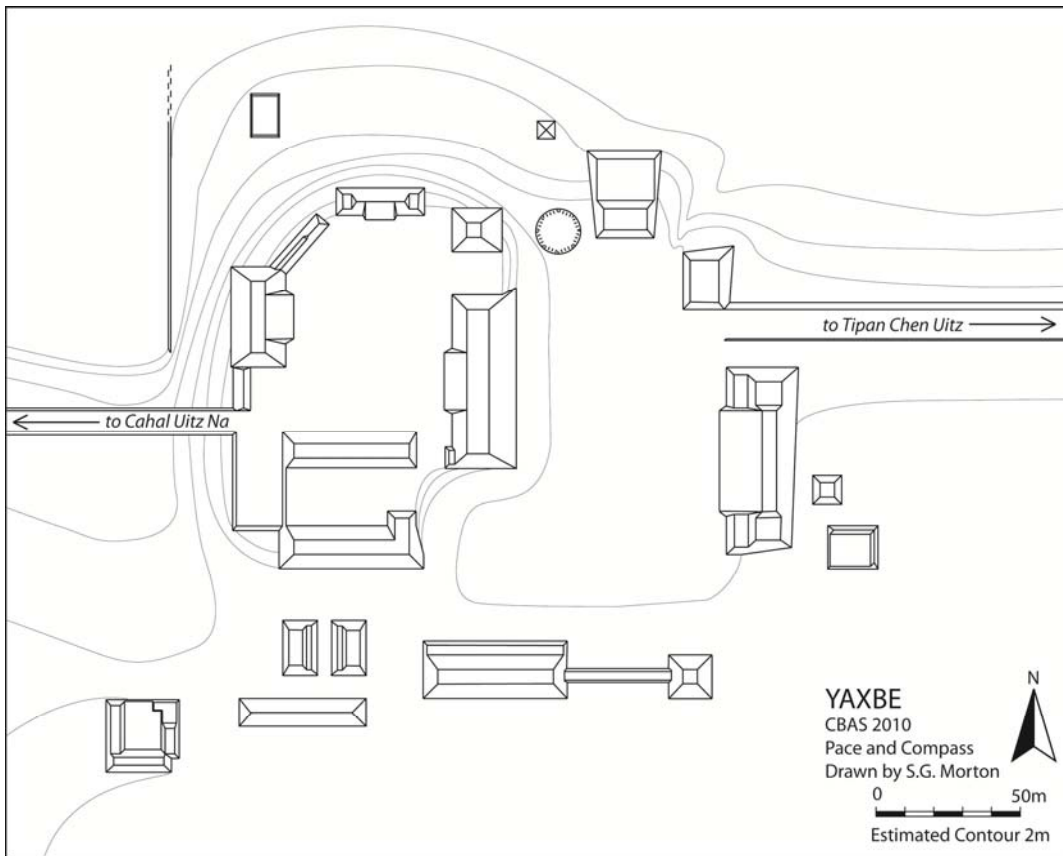 to Tipan Chen Uitz
to Cahal Uitz Na
N
YAXBE
CBAS 2010
Pace and Compass
Drawn by S.G. Morton
0 50m
Estimated Contour 2m